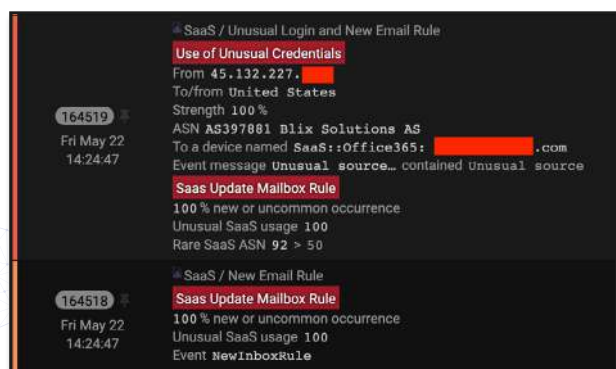 SaaS / Unusual Login and New Email Rule
Use of Unusual Credentials
From 45.132.227.
To/from United States
Strength 100 %
164519
ASN AS397881 Blix Solutions AS
Fri May 22
To a device named SaaS::Office365: .com
14:24:47
Event message Unusual source… contained Unusual source
Saas Update Mailbox Rule
100 % new or uncommon occurrence
Unusual SaaS usage 100
Rare SaaS ASN 92 > 50
SaaS / New Email Rule
164518
Saas Update Mailbox Rule
Fri May 22
100 % new or uncommon occurrence
14:24:47
Unusual SaaS usage 100
Event NewInboxRule